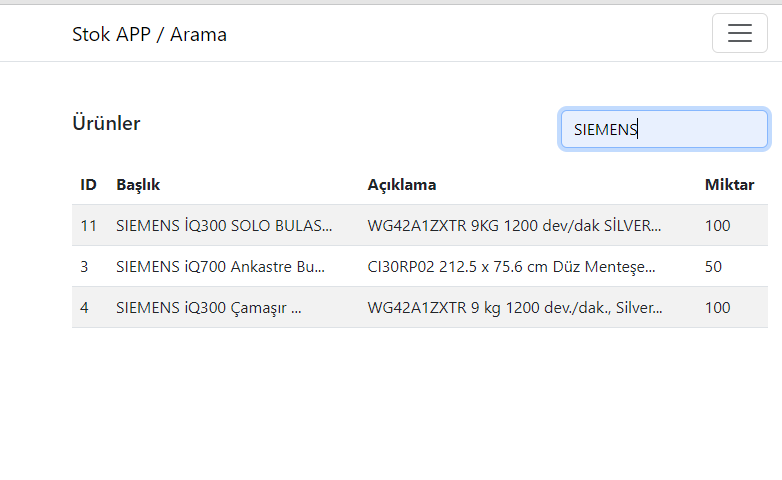 Stok APP / Arama
Ürünler
SIEMENS
ID Başlık Açıklama Miktar
11 SIEMENS İQ300 SOLO BULAS... WG42A1ZXTR 9KG 1200 dev/dak SİLVER... 100
3 SIEMENS iQ700 Ankastre Bu... CI30RP02 212.5 x 75.6 cm Düz Menteşe... 50
4 SIEMENS iQ300 Çamaşır ... WG42A1ZXTR 9 kg 1200 dev./dak., Silver... 100